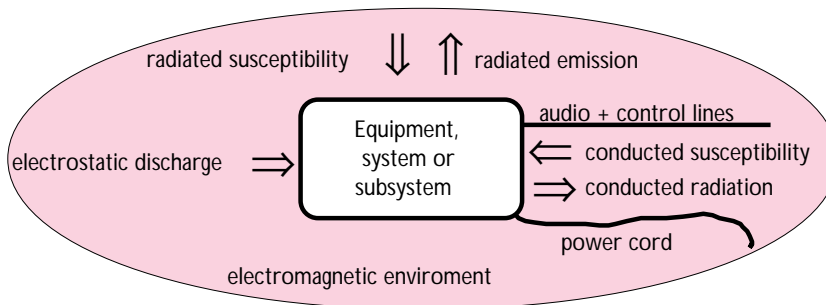 radiated susceptibility
radiated emission
audio + control lines
Equipment,
system or
subsystem
electrostatic discharge
conducted susceptibility
conducted radiation
power cord
electromagnetic enviroment